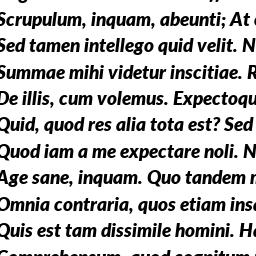 Scrupulum, inquam, abeunti; At
Sed tamen intellego quid velit. N
Summae mihi videtur inscitiae. R
De illis, cum volemus. Expectoqu
Quid, quod res alia tota est? Sed
Quod iam a me expectare noli. N
Age sane, inquam. Quo tandem
Omnia contraria, quos etiam insa
Quis est tam dissimile homini. Ha